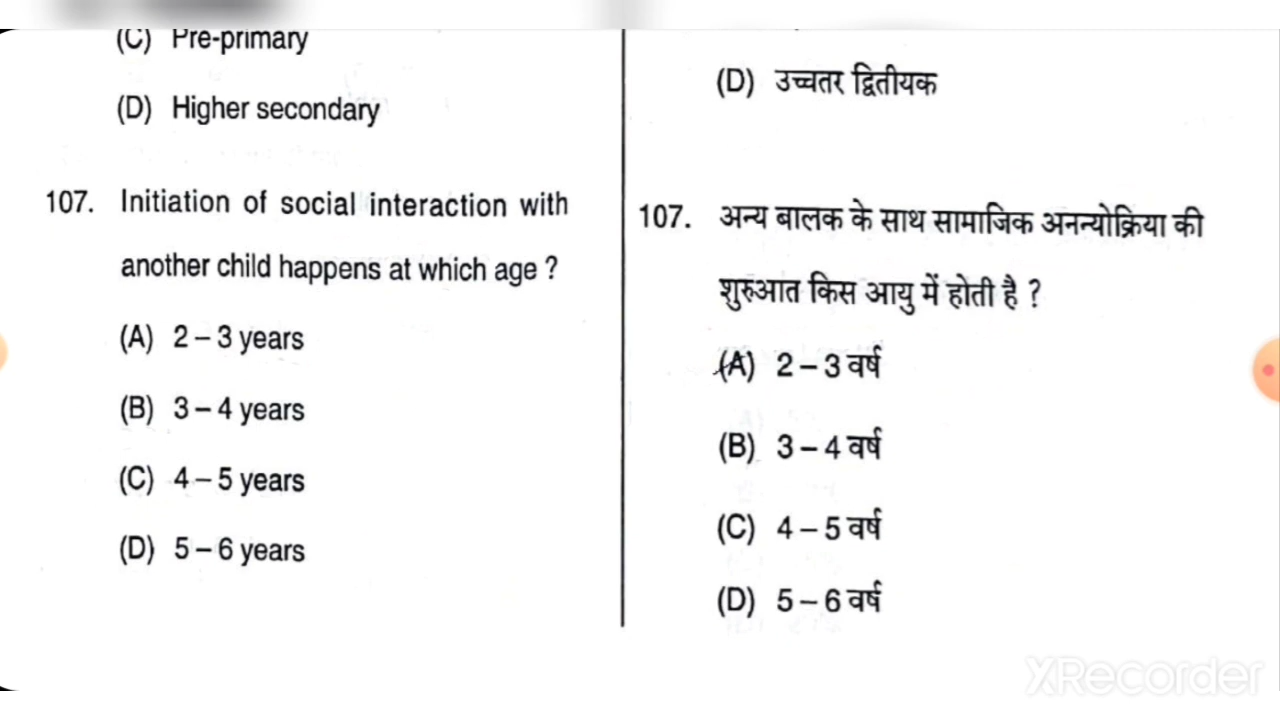 (C) Pre-primary
(D) Higher secondary
107. Initiation of social interaction with
another child happens at which age ?
(A) 2 – 3 years
(B) 3 – 4 years
(C) 4 – 5 years
(D) 5 – 6 years
(D) उच्चतर द्वितीयक
107. अन्य बालक के साथ सामाजिक अनन्योक्रिया की
शुरुआत किस आयु में होती है ?
(A) 2 – 3 वर्ष
(B) 3 – 4 वर्ष
(C) 4 – 5 वर्ष
(D) 5 – 6 वर्ष
XRecorder